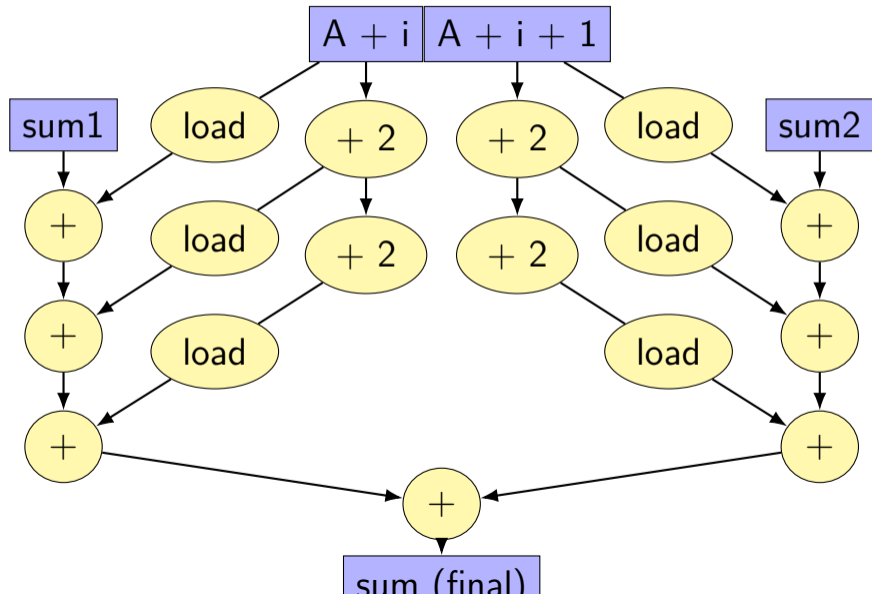 A + i A + i + 1
sum1 load + 2 + 2 load sum2
+ load + 2 + 2 load +
+ load load +
+ +
+
sum (final)